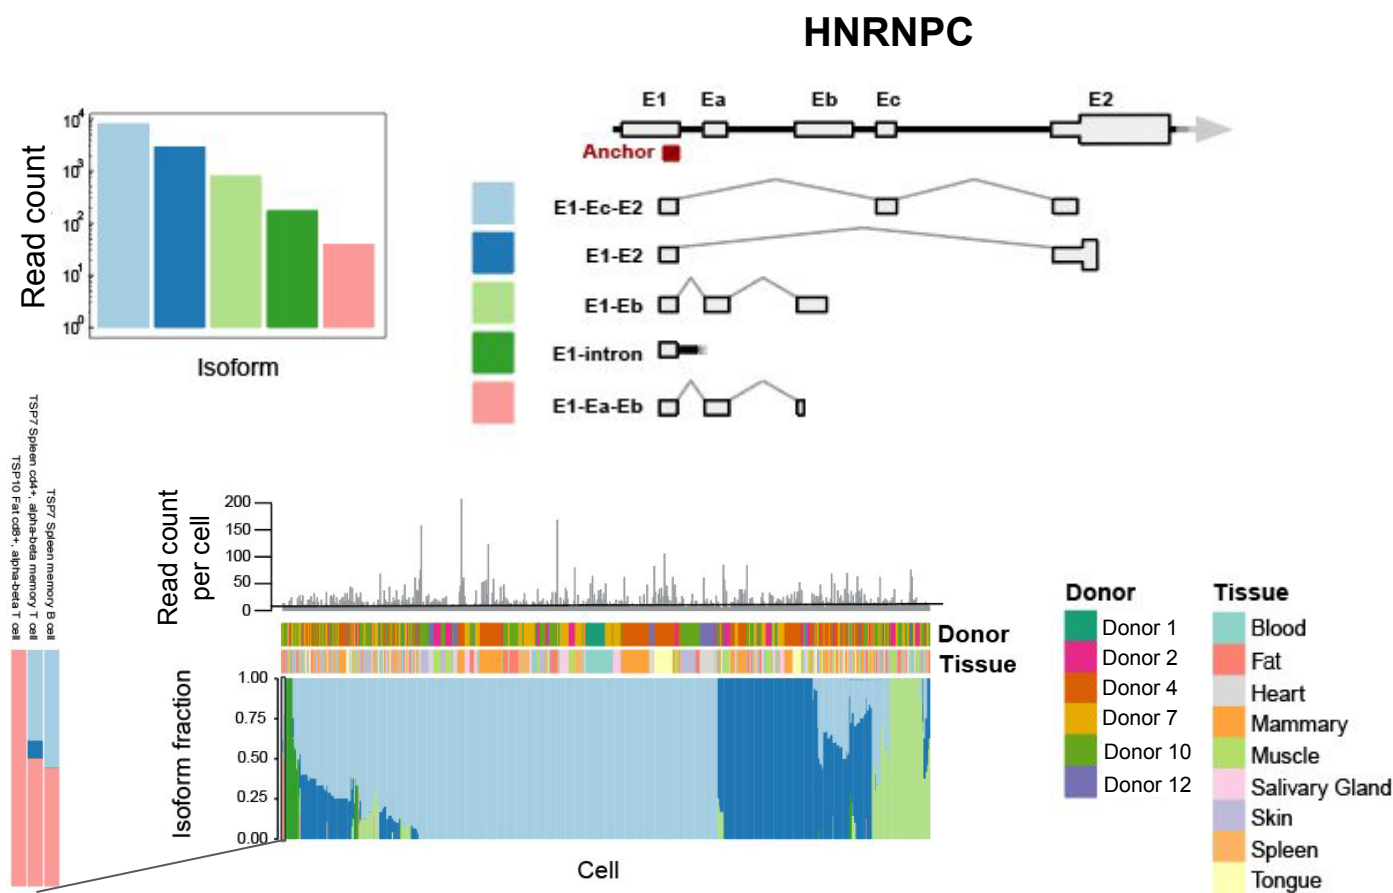 HNRNPC
Read count
10^4
10^3
10^2
10^1
10^0
Isoform
E1 Ea Eb Ec E2
Anchor
E1-Ec-E2
E1-E2
E1-Eb
E1-intron
E1-Ea-Eb
TSP10 Fat cd8+, alpha-beta T cell
TSP7 Spleen cd4+, alpha-beta memory T cell
TSP7 Spleen memory B cell
Read count
per cell
200
150
100
50
0
Donor
Tissue
Isoform fraction
1.00
0.75
0.50
0.25
0.00
Cell
Donor
Donor 1
Donor 2
Donor 4
Donor 7
Donor 10
Donor 12
Tissue
Blood
Fat
Heart
Mammary
Muscle
Salivary Gland
Skin
Spleen
Tongue